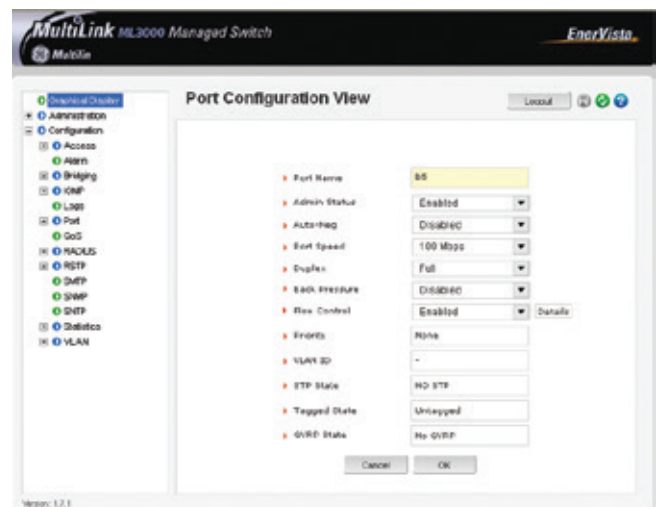 MultiLink ML3000 Managed Switch
EnerVista
Multilin
Graphical Display
Administration
Configuration
Access
Alarm
Bridging
IGMP
Logs
Port
QoS
RADIUS
RSTP
SMTP
SNMP
SNTP
Statistics
VLAN
Port Configuration View
Logout
Port Name
Admin Status Enabled
Auto-Neg Disabled
Port Speed 100 Mbps
Duplex Full
Back Pressure Disabled
Flow Control Enabled Details
Priority None
VLAN ID -
STP State NO STP
Tagged State Untagged
GVRP State No GVRP
Cancel OK
Version: 1.7.1